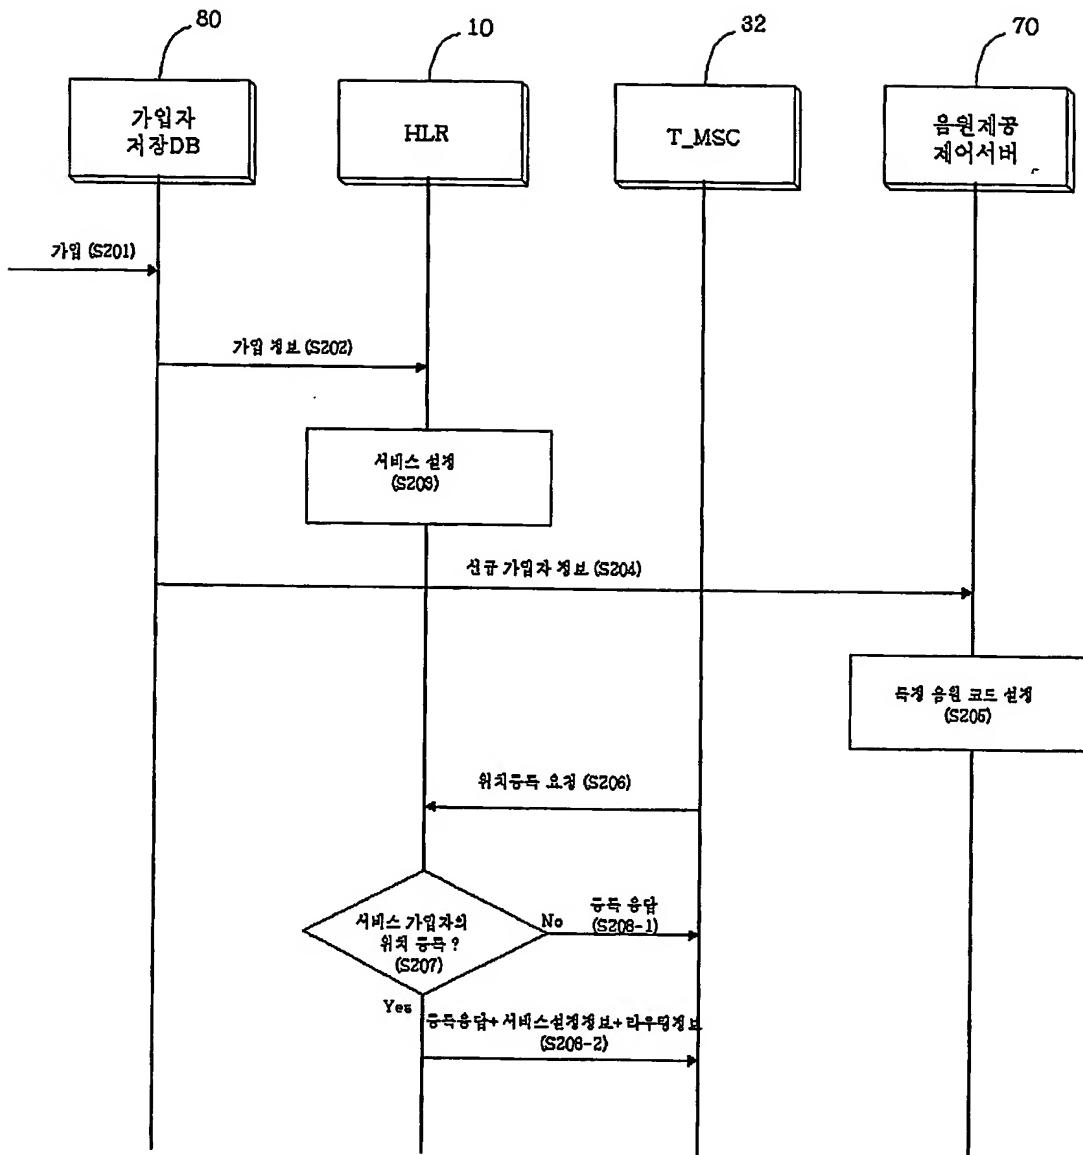 80
10
32
70
가입자
저장DB
HLR
T_MSC
음원제공
제어서버
가입 (S201)
가입 정보 (S202)
서비스 설정
(S203)
신규 가입자 정보 (S204)
특정 음원 코드 설정
(S205)
위치등록 요청 (S206)
서비스 가입자의
위치 등록 ?
(S207)
No
등록 응답
(S208-1)
Yes
등록응답+서비스설정정보+라우팅정보
(S208-2)